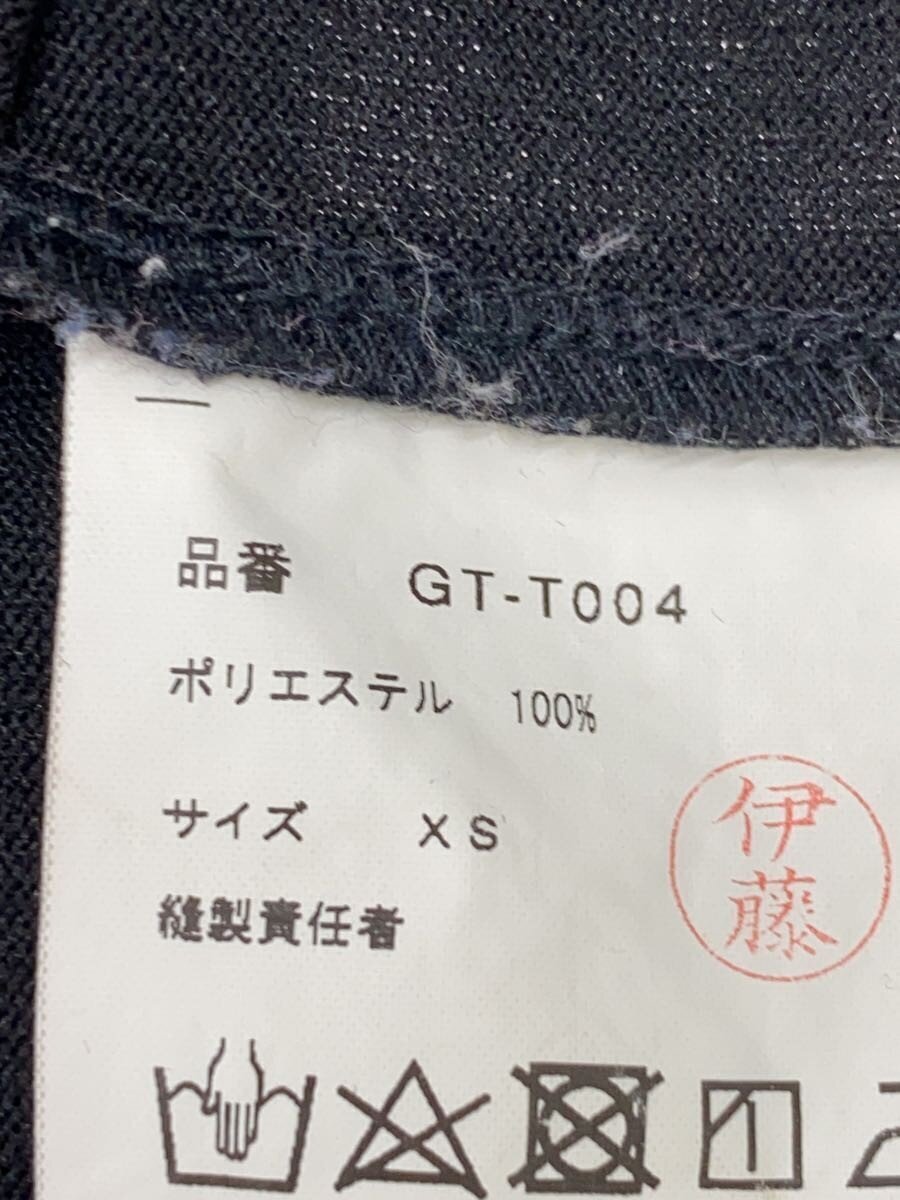 品番 GT-T004
ポリエステル 100%
サイズ XS
縫製責任者
伊
藤